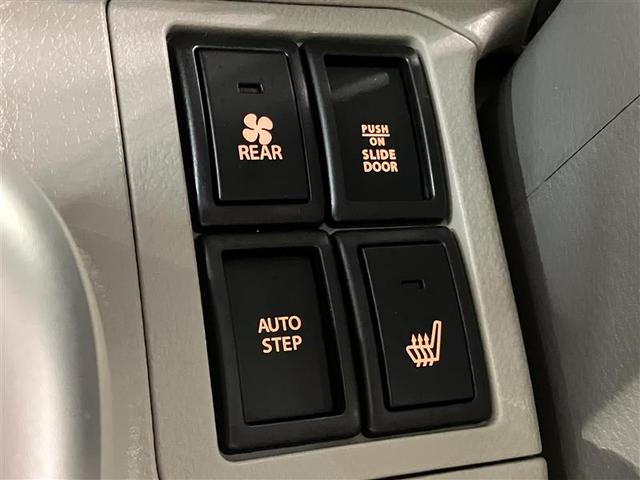 REAR
PUSH
ON
SLIDE
DOOR
AUTO
STEP